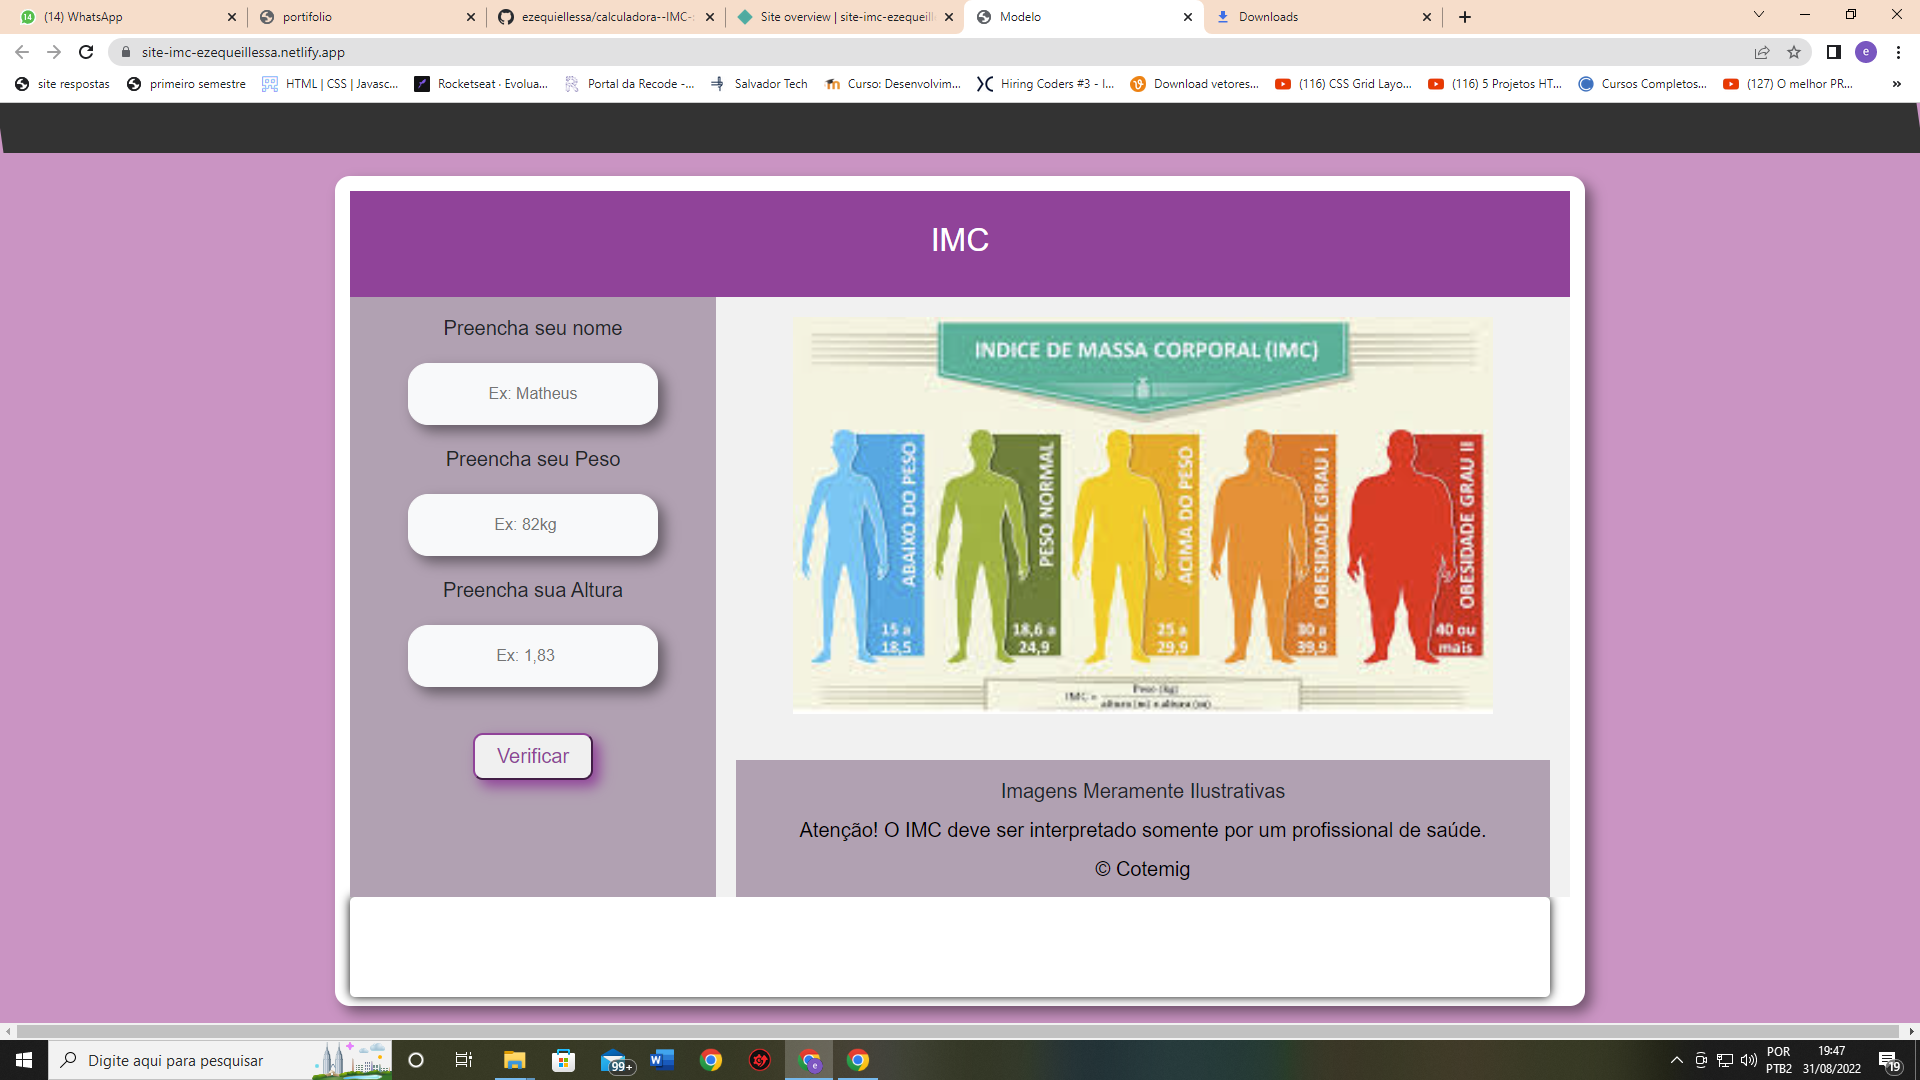 (14) WhatsApp
portifolio
ezequiellessa/calculadora--IMC-
Site overview | site-imc-ezequeill
Modelo
Downloads
site-imc-ezequeillessa.netlify.app
e
site respostas
primeiro semestre
HTML | CSS | Javasc...
Rocketseat · Evolua...
Portal da Recode -...
Salvador Tech
Curso: Desenvolvim...
Hiring Coders #3 - I...
Download vetores...
(116) CSS Grid Layo...
(116) 5 Projetos HT...
Cursos Completos...
(127) O melhor PR...
»
IMC
Preencha seu nome
Ex: Matheus
Preencha seu Peso
Ex: 82kg
Preencha sua Altura
Ex: 1,83
Verificar
INDICE DE MASSA CORPORAL (IMC)
ABAIXO DO PESO
15 a
18,5
PESO NORMAL
18,6 a
24,9
ACIMA DO PESO
25 a
29,9
OBESIDADE GRAU I
30 a
39,9
OBESIDADE GRAU II
40 ou
mais
IMC = Peso (kg)
altura (m) x altura (m)
Imagens Meramente Ilustrativas
Atenção! O IMC deve ser interpretado somente por um profissional de saúde.
© Cotemig
Digite aqui para pesquisar
99+
POR
PTB2
19:47
31/08/2022
19